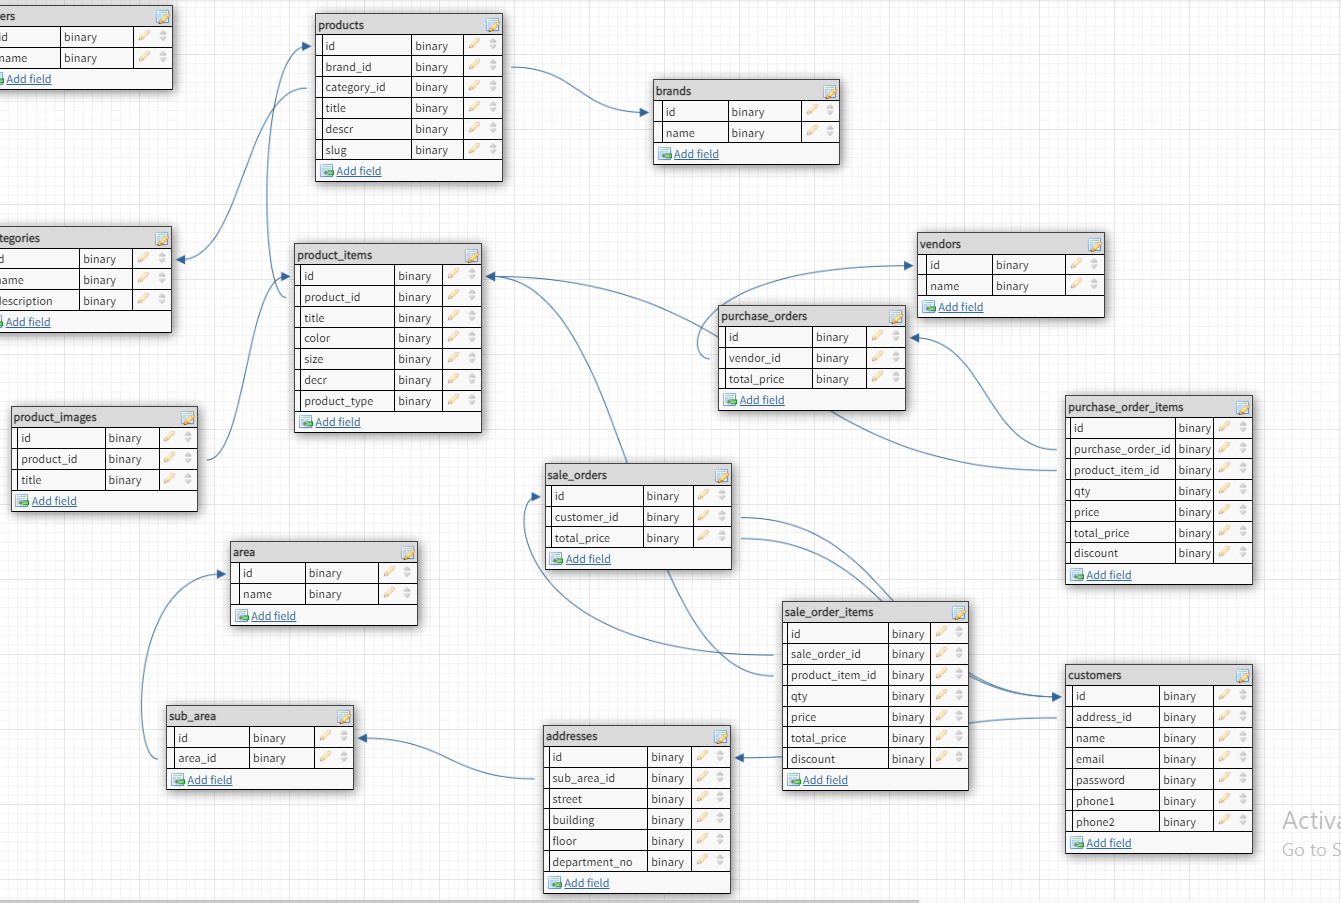 ers
id binary
name binary
Add field
products
id binary
brand_id binary
category_id binary
title binary
descr binary
slug binary
Add field
brands
id binary
name binary
Add field
tegories
d binary
ame binary
escription binary
Add field
product_items
id binary
product_id binary
title binary
color binary
size binary
decr binary
product_type binary
Add field
vendors
id binary
name binary
Add field
purchase_orders
id binary
vendor_id binary
total_price binary
Add field
product_images
id binary
product_id binary
title binary
Add field
purchase_order_items
id binary
purchase_order_id binary
product_item_id binary
qty binary
price binary
total_price binary
discount binary
Add field
sale_orders
id binary
customer_id binary
total_price binary
Add field
area
id binary
name binary
Add field
sale_order_items
id binary
sale_order_id binary
product_item_id binary
qty binary
price binary
total_price binary
discount binary
Add field
customers
id binary
address_id binary
name binary
email binary
password binary
phone1 binary
phone2 binary
Add field
sub_area
id binary
area_id binary
Add field
addresses
id binary
sub_area_id binary
street binary
building binary
floor binary
department_no binary
Add field
Activa
Go to S